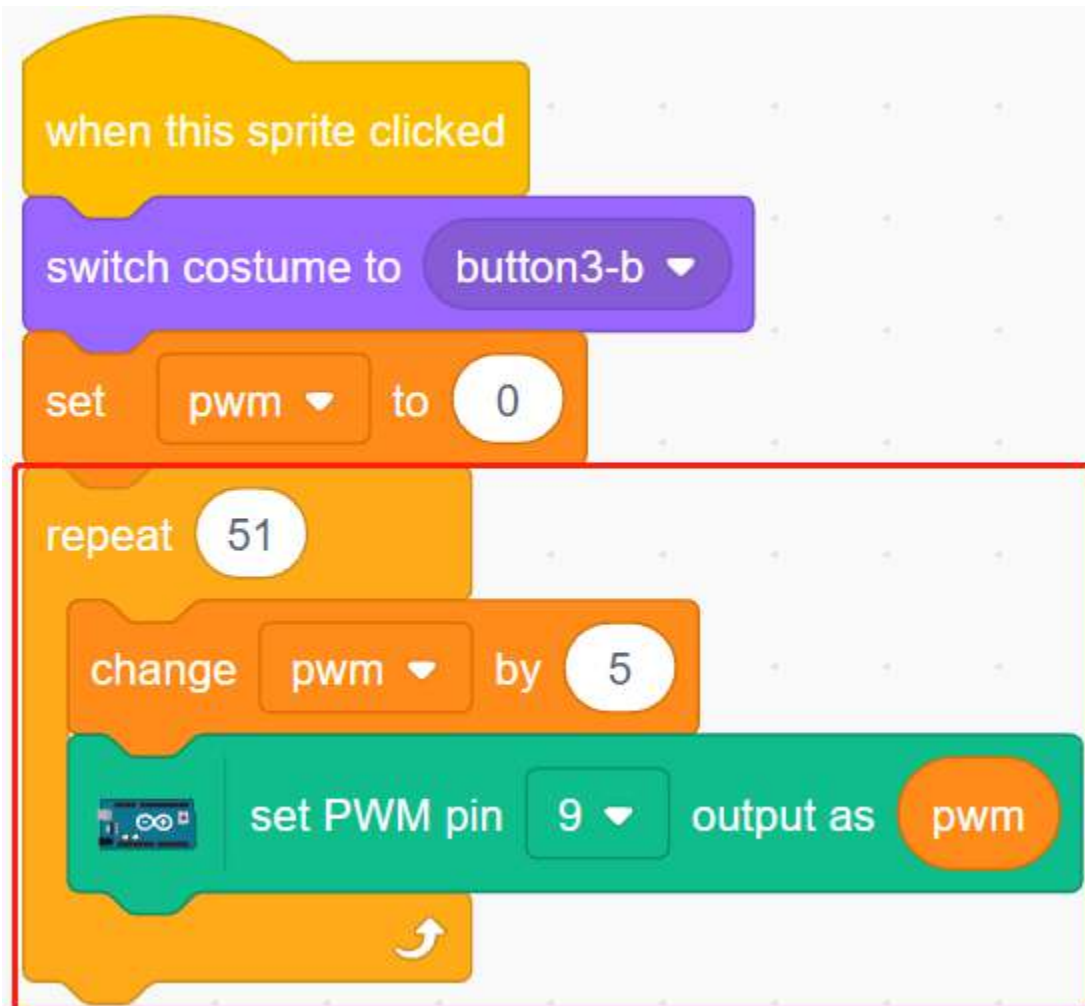 when this sprite clicked
switch costume to button3-b
set pwm to 0
repeat 51
change pwm by 5
set PWM pin 9 output as pwm